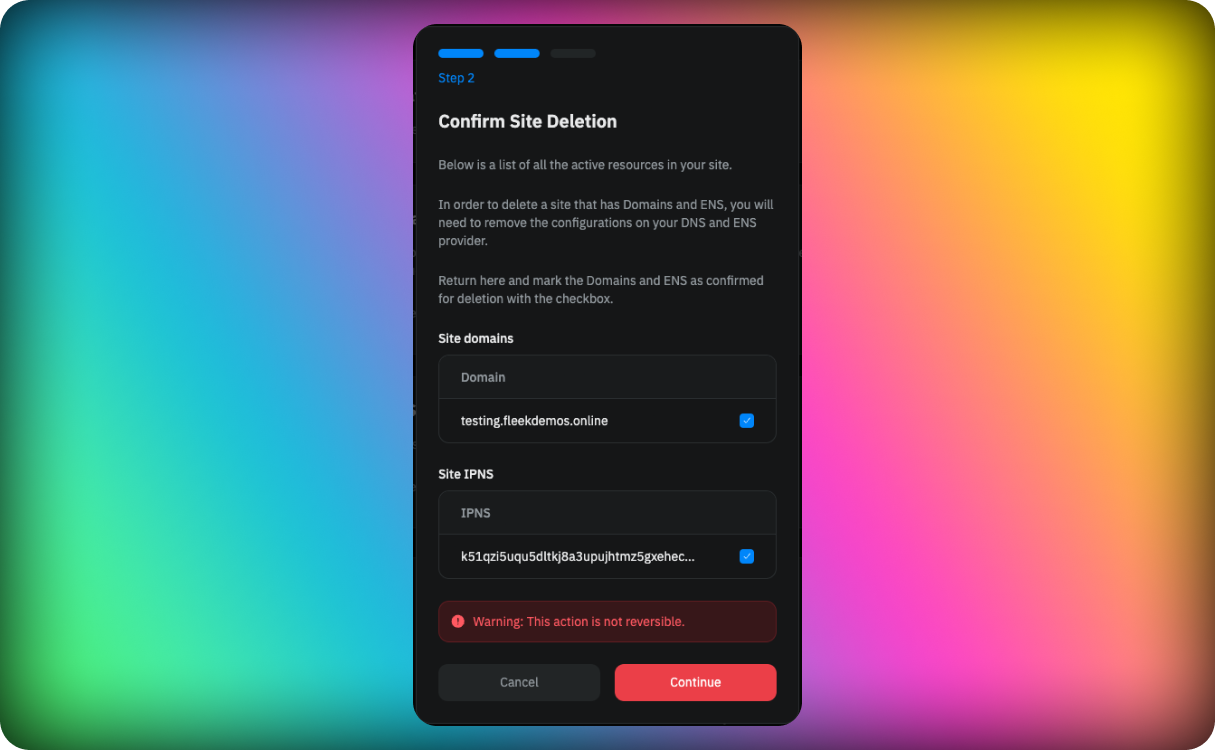 Step 2
Confirm Site Deletion
Below is a list of all the active resources in your site.
In order to delete a site that has Domains and ENS, you will
need to remove the configurations on your DNS and ENS
provider.
Return here and mark the Domains and ENS as confirmed
for deletion with the checkbox.
Site domains
Domain
testing.fleekdemos.online
Site IPNS
IPNS
k51qzi5uqu5dltkj8a3upujhtmz5gxehec...
Warning: This action is not reversible.
Cancel
Continue